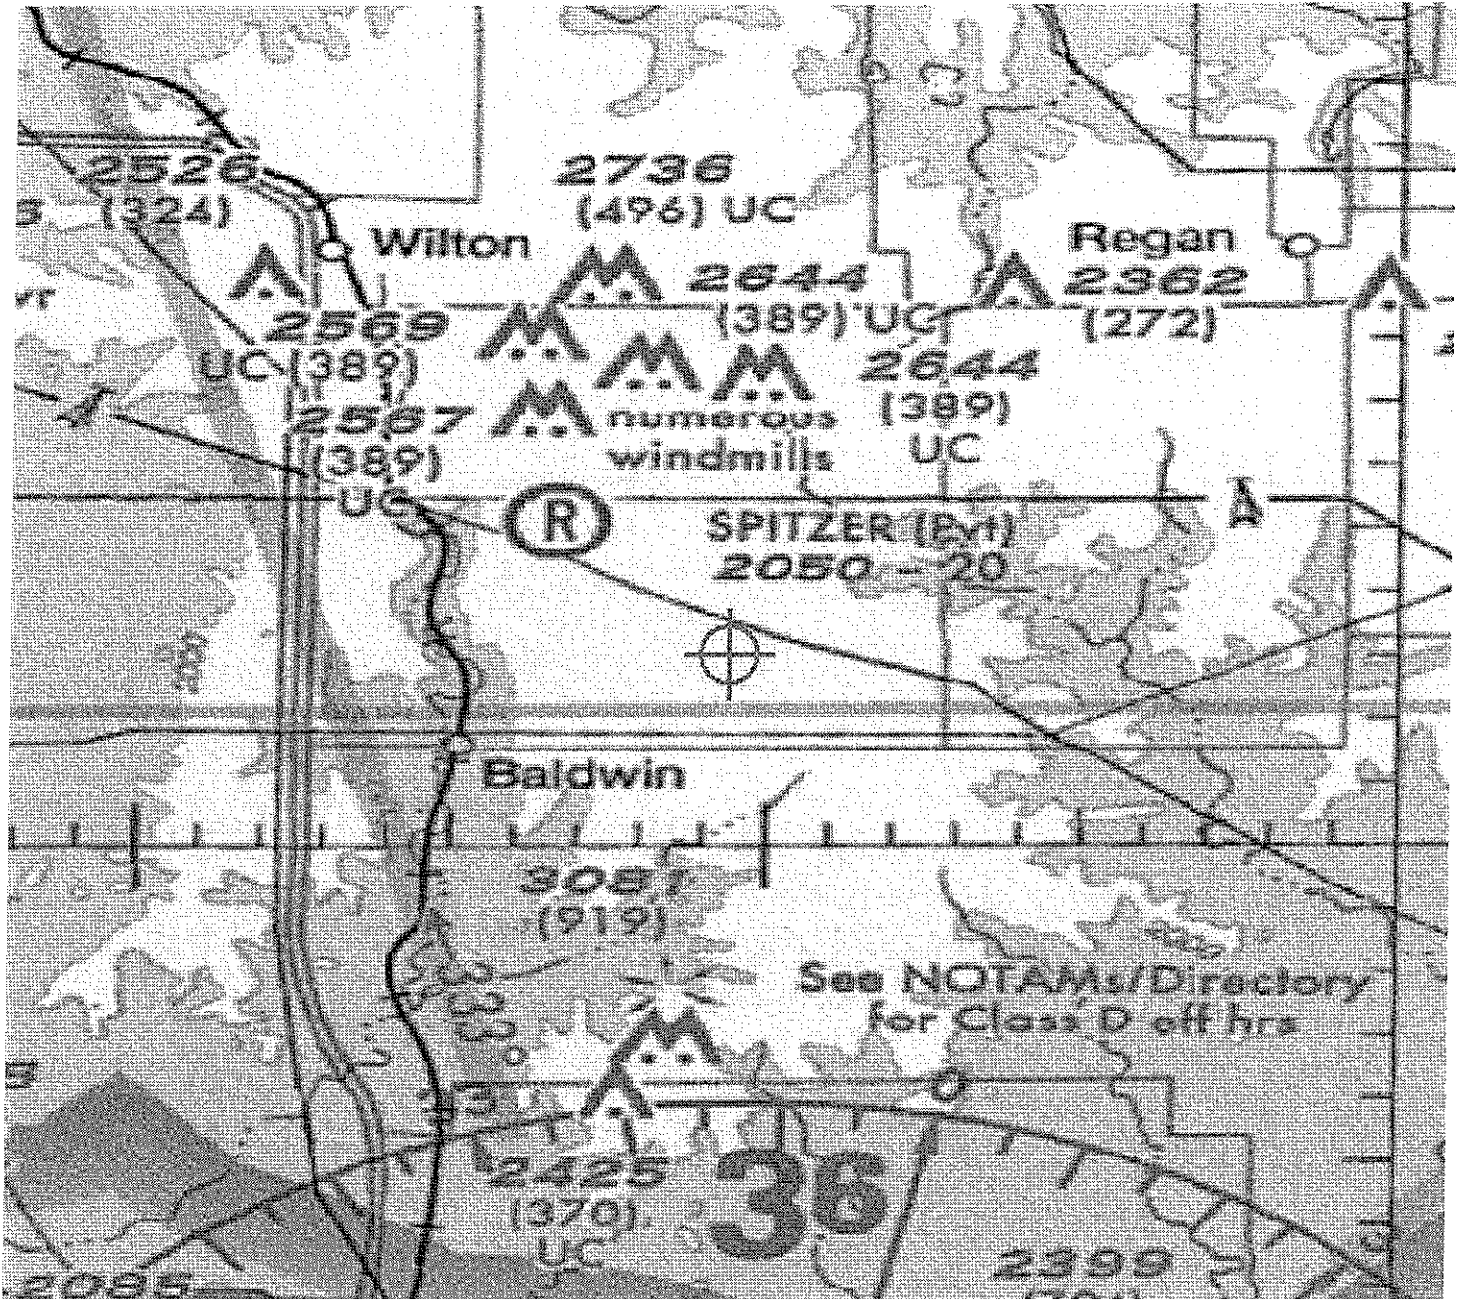 2526
(324)
2736
(496) UC
Wilton
Regan
2362
(272)
2644
(389) UC
2569
UC (389)
2644
(389)
UC
2567
(389)
UC
numerous
windmills
R
SPITZER (Pvt)
2050 - 20
Baldwin
3081
(919)
See NOTAMs/Directory
for Class D off hrs
2425
(370)
UC
36
2399
2085